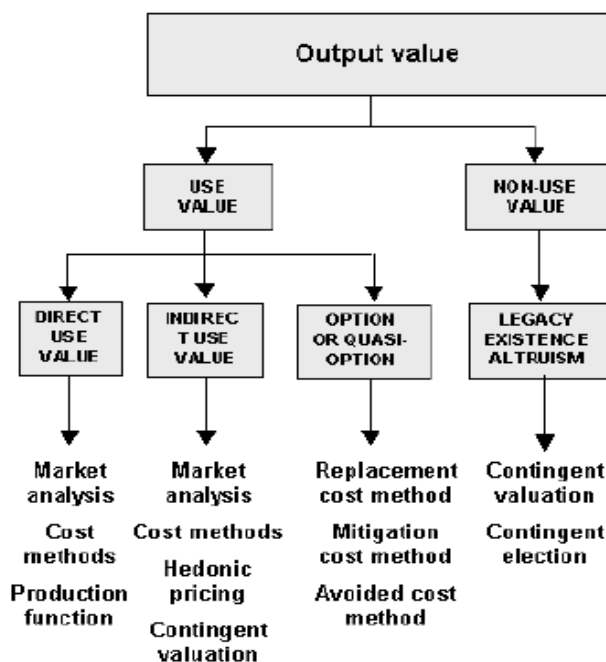 Output value
USE
VALUE
NON-USE
VALUE
DIRECT
USE
VALUE
INDIREC
T USE
VALUE
OPTION
OR QUASI-
OPTION
LEGACY
EXISTENCE
ALTRUISM
Market
analysis
Cost
methods
Production
function
Market
analysis
Cost methods
Hedonic
pricing
Contingent
valuation
Replacement
cost method
Mitigation
cost method
Avoided cost
method
Contingent
valuation
Contingent
election